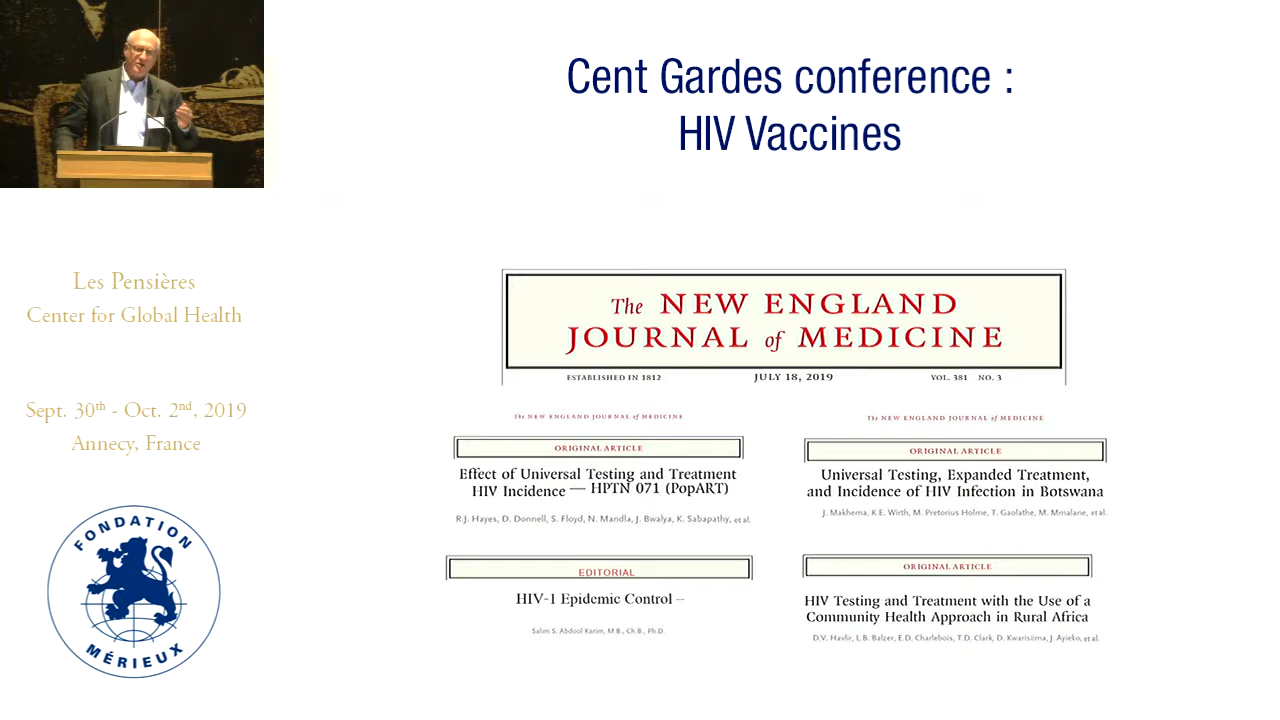 Cent Gardes conference :
HIV Vaccines
Les Pensières
Center for Global Health
Sept. 30th - Oct. 2nd, 2019
Annecy, France
FONDATION
MÉRIEUX
The NEW ENGLAND
JOURNAL of MEDICINE
ESTABLISHED IN 1812 JULY 18, 2019 VOL. 381 NO. 3
The NEW ENGLAND JOURNAL of MEDICINE
ORIGINAL ARTICLE
Effect of Universal Testing and Treatment
HIV Incidence — HPTN 071 (PopART)
R.J. Hayes, D. Donnell, S. Floyd, N. Mandla, J. Bwalya, K. Sabapathy, et al.
The NEW ENGLAND JOURNAL of MEDICINE
ORIGINAL ARTICLE
Universal Testing, Expanded Treatment,
and Incidence of HIV Infection in Botswana
J. Makhema, K.E. Wirth, M. Pretorius Holme, T. Gaolathe, M. Mmalane, et al.
EDITORIAL
HIV-1 Epidemic Control –
Salim S. Abdool Karim, M.B., Ch.B., Ph.D.
ORIGINAL ARTICLE
HIV Testing and Treatment with the Use of a
Community Health Approach in Rural Africa
D.V. Havlir, L.B. Balzer, E.D. Charlebois, T.D. Clark, D. Kwarisiima, J. Ayieko, et al.